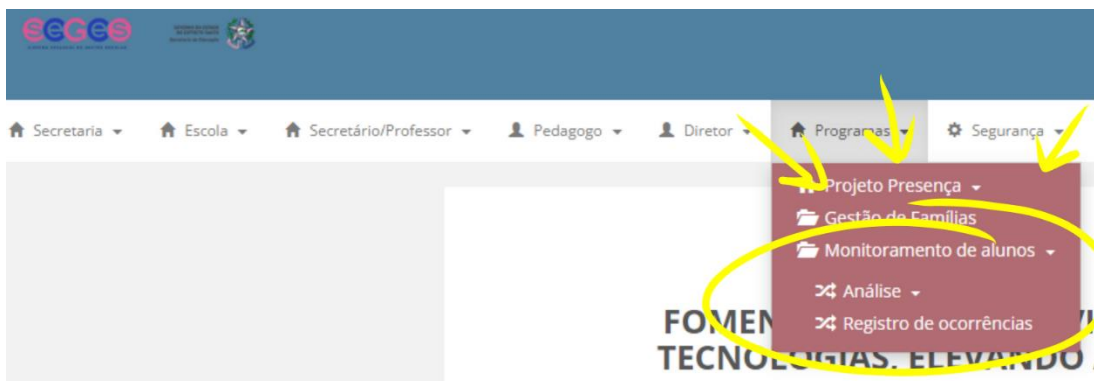 SEGES
Secretaria
Escola
Secretário/Professor
Pedagogo
Diretor
Programas
Segurança
Projeto Presença
Gestão de Famílias
Monitoramento de alunos
Análise
Registro de ocorrências
FOMEN
TECNOLOGIAS, ELEVANDO